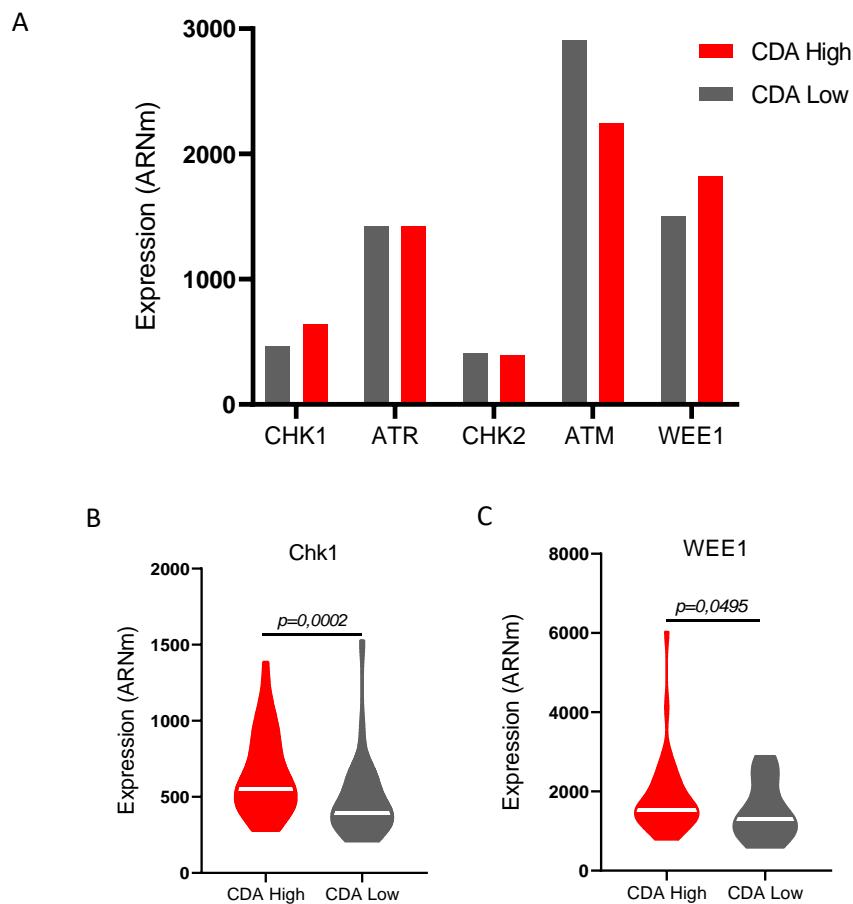 A
Expression (ARNm)
3000
2000
1000
0
CHK1 ATR CHK2 ATM WEE1
CDA High
CDA Low
B
Chk1
Expression (ARNm)
2000
1500
1000
500
0
p=0,0002
CDA High CDA Low
C
WEE1
Expression (ARNm)
8000
6000
4000
2000
0
p=0,0495
CDA High CDA Low